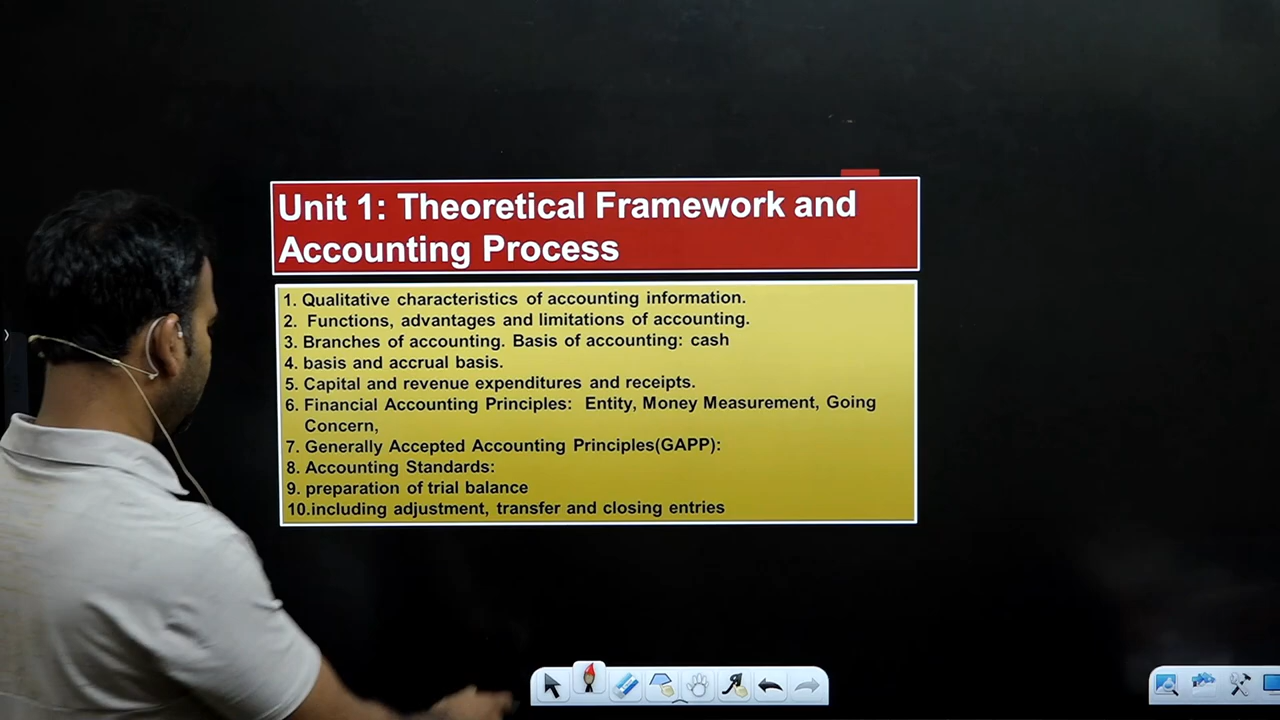 Unit 1: Theoretical Framework and
Accounting Process
1. Qualitative characteristics of accounting information.
2. Functions, advantages and limitations of accounting.
3. Branches of accounting. Basis of accounting: cash
4. basis and accrual basis.
5. Capital and revenue expenditures and receipts.
6. Financial Accounting Principles: Entity, Money Measurement, Going
Concern,
7. Generally Accepted Accounting Principles(GAPP):
8. Accounting Standards:
9. preparation of trial balance
10.including adjustment, transfer and closing entries